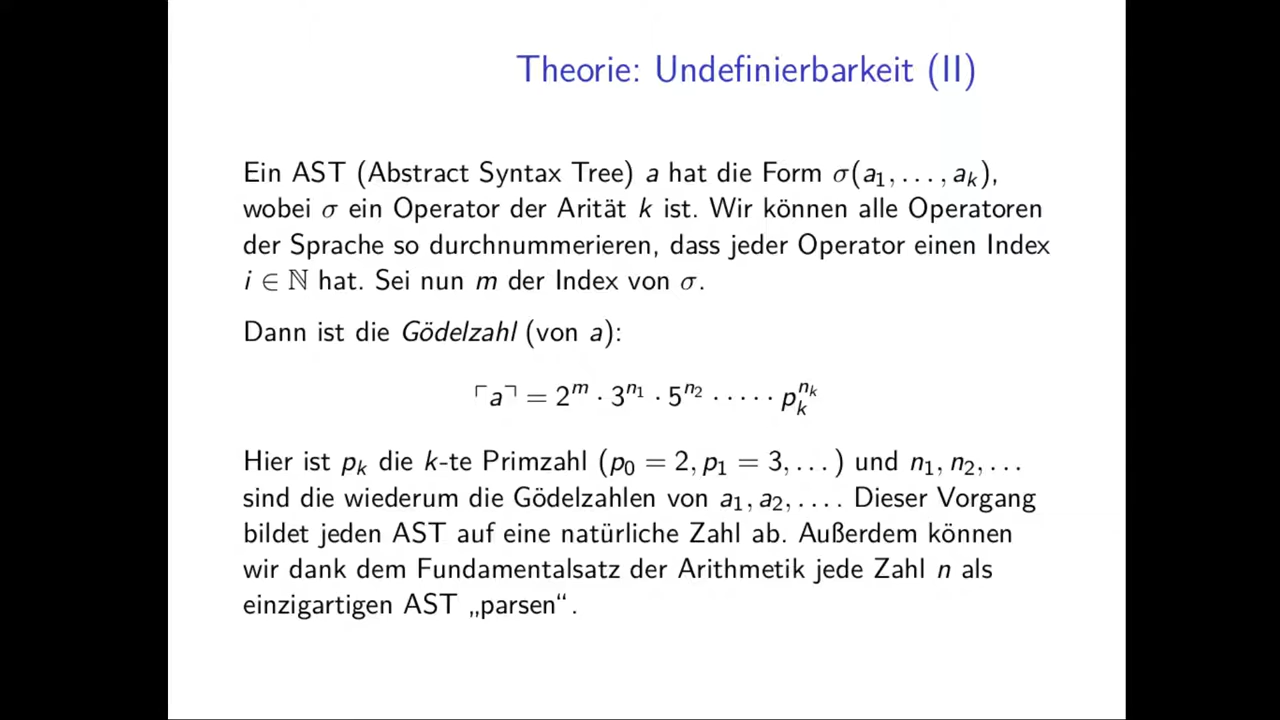 Theorie: Undefinierbarkeit (II)
Ein AST (Abstract Syntax Tree) a hat die Form σ(a₁, . . . , aₖ),
wobei σ ein Operator der Arität k ist. Wir können alle Operatoren
der Sprache so durchnummerieren, dass jeder Operator einen Index
i ∈ ℕ hat. Sei nun m der Index von σ.
Dann ist die Gödelzahl (von a):
⌜a⌝ = 2^m · 3^{n₁} · 5^{n₂} · · · · · p_k^{n_k}
Hier ist pₖ die k-te Primzahl (p₀ = 2, p₁ = 3, . . . ) und n₁, n₂, . . .
sind die wiederum die Gödelzahlen von a₁, a₂, . . . . Dieser Vorgang
bildet jeden AST auf eine natürliche Zahl ab. Außerdem können
wir dank dem Fundamentalsatz der Arithmetik jede Zahl n als
einzigartigen AST „parsen“.